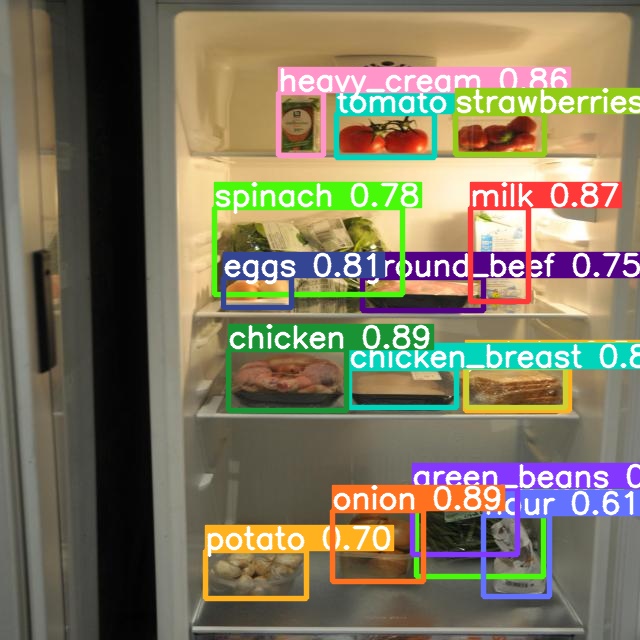 heavy_cream 0.86
tomato
strawberries
spinach 0.78
milk 0.87
eggs 0.81
round_beef 0.75
chicken 0.89
chicken_breast 0.8
green_beans 0
onion 0.89
our 0.61
potato 0.70